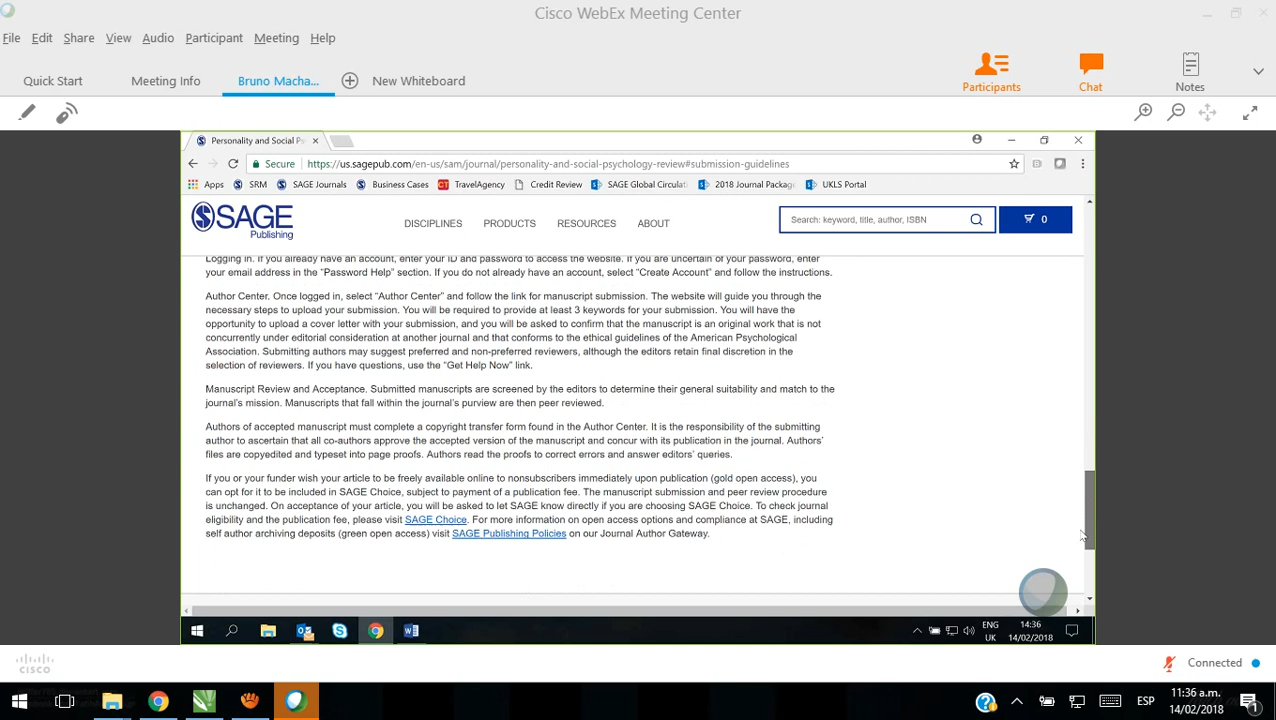 Cisco WebEx Meeting Center
File Edit Share View Audio Participant Meeting Help
Quick Start Meeting Info Bruno Macha... New Whiteboard
Participants Chat Notes
Personality and Social Ps
Secure https://us.sagepub.com/en-us/sam/journal/personality-and-social-psychology-review#submission-guidelines
Apps SRM SAGE Journals Business Cases CT TravelAgency Credit Review SAGE Global Circulati 2018 Journal Package UKLS Portal
SAGE Publishing
DISCIPLINES PRODUCTS RESOURCES ABOUT
Search: keyword, title, author, ISBN
0
Logging in. If you already have an account, enter your ID and password to access the website. If you are uncertain of your password, enter
your email address in the “Password Help” section. If you do not already have an account, select “Create Account” and follow the instructions.
Author Center. Once logged in, select “Author Center” and follow the link for manuscript submission. The website will guide you through the
necessary steps to upload your submission. You will be required to provide at least 3 keywords for your submission. You will have the
opportunity to upload a cover letter with your submission, and you will be asked to confirm that the manuscript is an original work that is not
concurrently under editorial consideration at another journal and that conforms to the ethical guidelines of the American Psychological
Association. Submitting authors may suggest preferred and non-preferred reviewers, although the editors retain final discretion in the
selection of reviewers. If you have questions, use the “Get Help Now” link.
Manuscript Review and Acceptance. Submitted manuscripts are screened by the editors to determine their general suitability and match to the
journal’s mission. Manuscripts that fall within the journal’s purview are then peer reviewed.
Authors of accepted manuscript must complete a copyright transfer form found in the Author Center. It is the responsibility of the submitting
author to ascertain that all co-authors approve the accepted version of the manuscript and concur with its publication in the journal. Authors’
files are copyedited and typeset into page proofs. Authors read the proofs to correct errors and answer editors’ queries.
If you or your funder wish your article to be freely available online to nonsubscribers immediately upon publication (gold open access), you
can opt for it to be included in SAGE Choice, subject to payment of a publication fee. The manuscript submission and peer review procedure
is unchanged. On acceptance of your article, you will be asked to let SAGE know directly if you are choosing SAGE Choice. To check journal
eligibility and the publication fee, please visit SAGE Choice. For more information on open access options and compliance at SAGE, including
self author archiving deposits (green open access) visit SAGE Publishing Policies on our Journal Author Gateway.
ENG
UK
14:36
14/02/2018
cisco
Connected
ESP
11:36 a.m.
14/02/2018
1